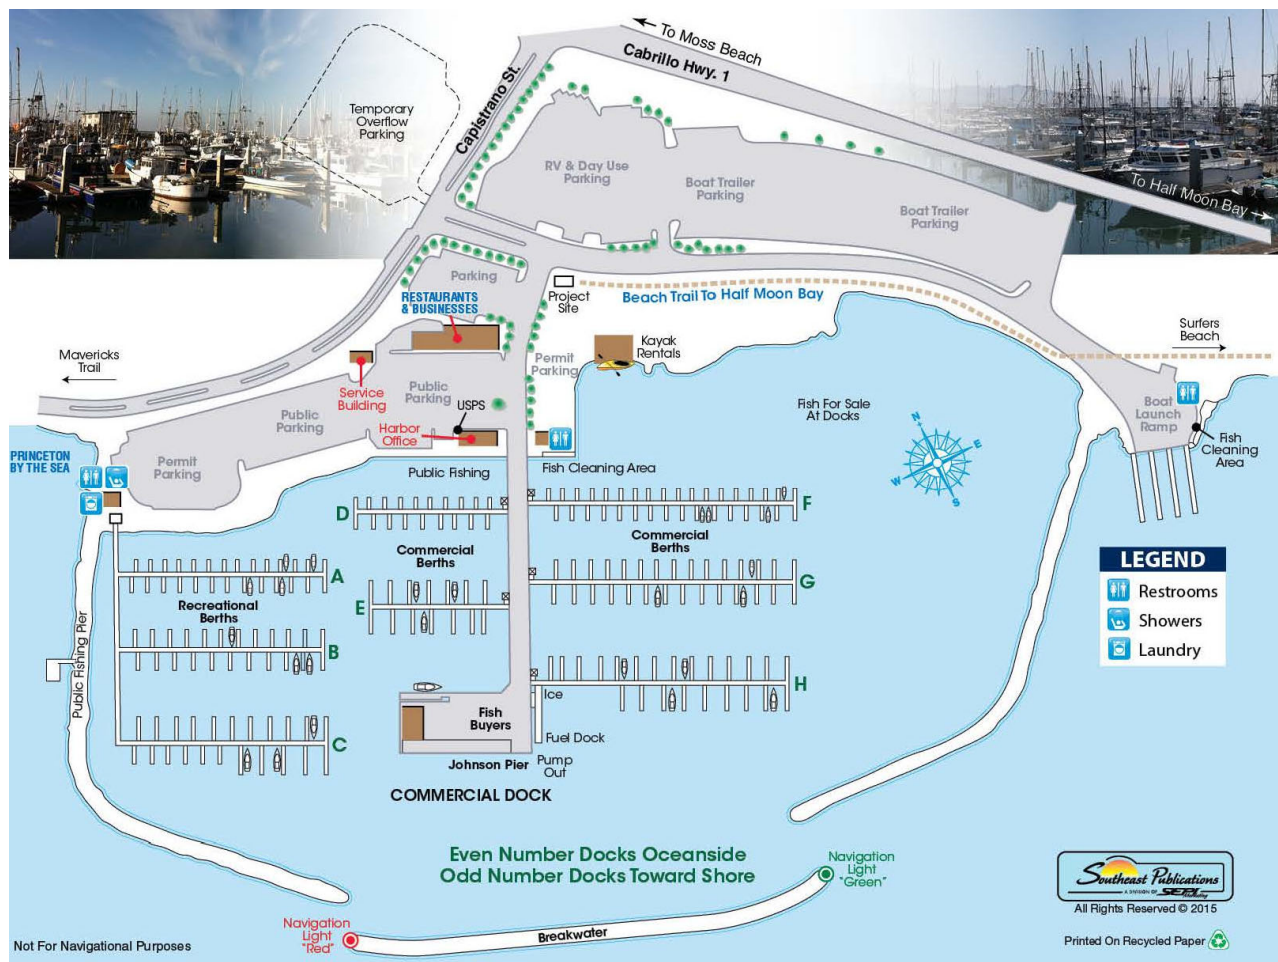 To Moss Beach
Cabrillo Hwy. 1
Capistrano St.
Temporary
Overflow
Parking
To Half Moon Bay
RV & Day Use
Parking
Boat Trailer
Parking
Boat Trailer
Parking
Parking
RESTAURANTS
& BUSINESSES
Project
Site
Beach Trail To Half Moon Bay
Surfers
Beach
Mavericks
Trail
Kayak
Rentals
Permit
Parking
Service
Building
Public
Parking
USPS
Public
Parking
Harbor
Office
Fish For Sale
At Docks
N
E
S
W
Boat
Launch
Ramp
Fish
Cleaning
Area
PRINCETON
BY THE SEA
Permit
Parking
Public Fishing
Fish Cleaning Area
D
F
Commercial
Berths
Commercial
Berths
A
E
G
Recreational
Berths
B
H
C
Public Fishing Pier
Ice
Fish
Buyers
Fuel Dock
Johnson Pier
Pump
Out
COMMERCIAL DOCK
LEGEND
Restrooms
Showers
Laundry
Even Number Docks Oceanside
Odd Number Docks Toward Shore
Navigation
Light
"Green"
Navigation
Light
"Red"
Breakwater
Southeast Publications
A DIVISION OF SEPI Marketing
All Rights Reserved © 2015
Printed On Recycled Paper
Not For Navigational Purposes